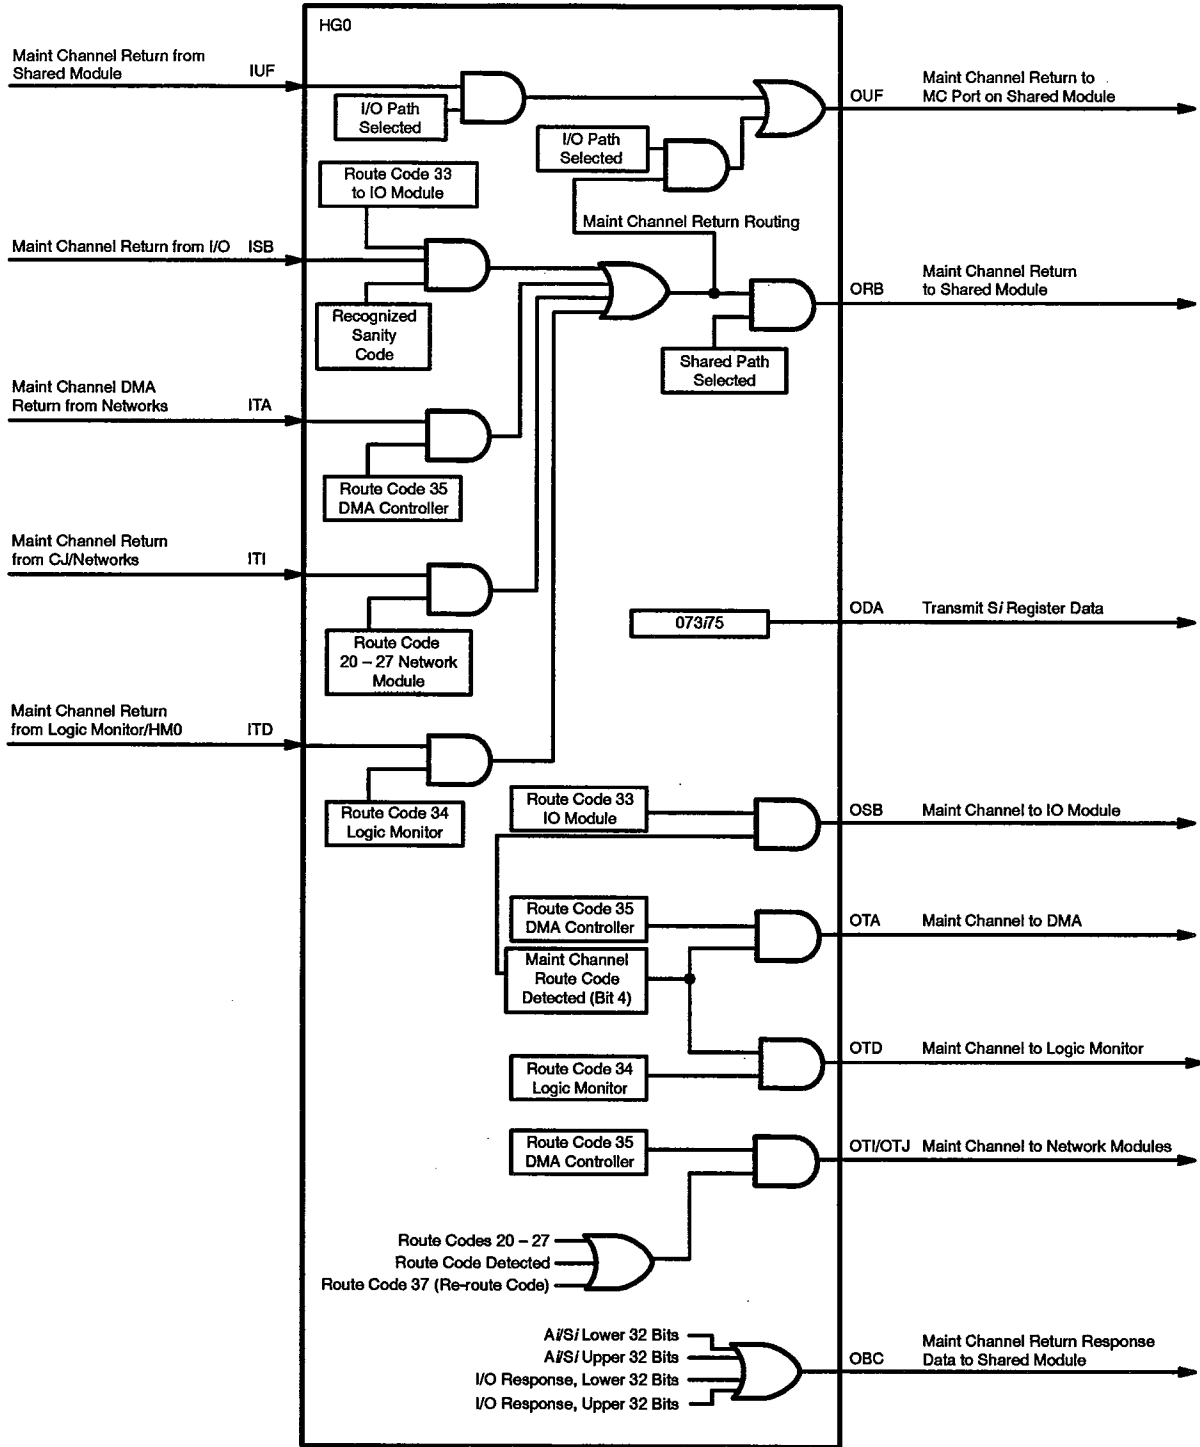 HG0
Maint Channel Return from
Shared Module
IUF
I/O Path
Selected
OUF
Maint Channel Return to
MC Port on Shared Module
I/O Path
Selected
Route Code 33
to IO Module
Maint Channel Return Routing
Maint Channel Return from I/O
ISB
Recognized
Sanity
Code
ORB
Maint Channel Return
to Shared Module
Shared Path
Selected
Maint Channel DMA
Return from Networks
ITA
Route Code 35
DMA Controller
Maint Channel Return
from CJ/Networks
ITI
Route Code
20 – 27 Network
Module
073i75
ODA
Transmit Si Register Data
Maint Channel Return
from Logic Monitor/HM0
ITD
Route Code 34
Logic Monitor
Route Code 33
IO Module
OSB
Maint Channel to IO Module
Route Code 35
DMA Controller
OTA
Maint Channel to DMA
Maint Channel
Route Code
Detected (Bit 4)
Route Code 34
Logic Monitor
OTD
Maint Channel to Logic Monitor
Route Code 35
DMA Controller
OTI/OTJ
Maint Channel to Network Modules
Route Codes 20 – 27
Route Code Detected
Route Code 37 (Re-route Code)
Ai/Si Lower 32 Bits
Ai/Si Upper 32 Bits
I/O Response, Lower 32 Bits
I/O Response, Upper 32 Bits
OBC
Maint Channel Return Response
Data to Shared Module